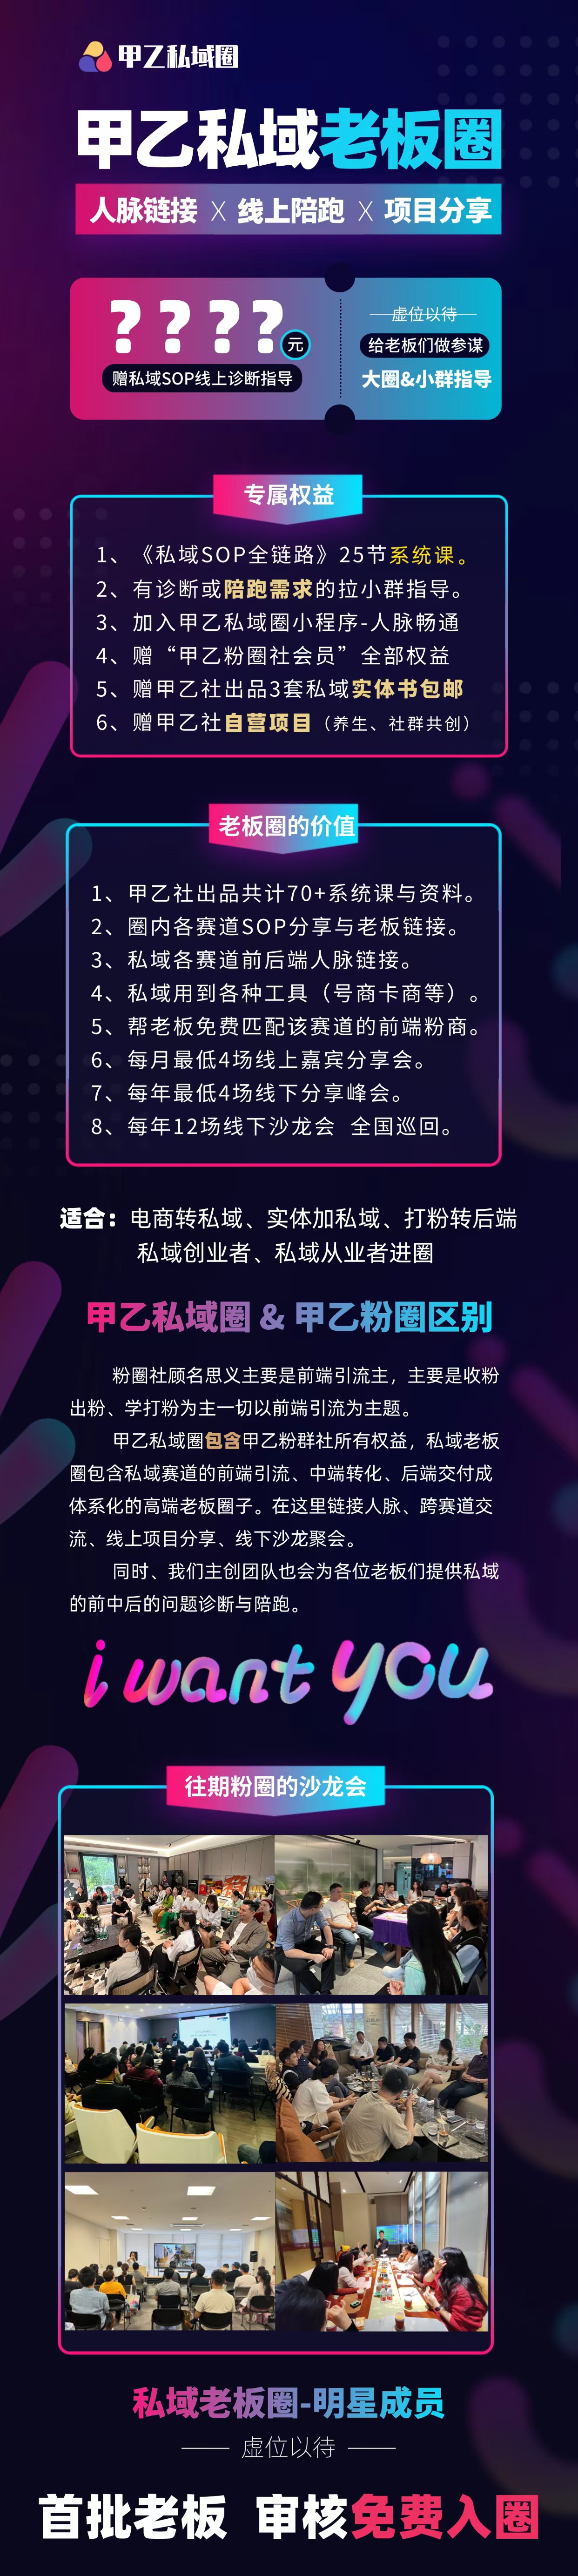 甲乙私域圈
甲乙私域老板圈
人脉链接 X 线上陪跑 X 项目分享
????元
赠私域SOP线上诊断指导
虚位以待
给老板们做参谋
大圈&小群指导
专属权益
1、《私域SOP全链路》25节系统课。
2、有诊断或陪跑需求的拉小群指导。
3、加入甲乙私域圈小程序-人脉畅通
4、赠“甲乙粉圈社会员”全部权益
5、赠甲乙社出品3套私域实体书包邮
6、赠甲乙社自营项目（养生、社群共创）
老板圈的价值
1、甲乙社出品共计70+系统课与资料。
2、圈内各赛道SOP分享与老板链接。
3、私域各赛道前后端人脉链接。
4、私域用到各种工具（号商卡商等）。
5、帮老板免费匹配该赛道的前端粉商。
6、每月最低4场线上嘉宾分享会。
7、每年最低4场线下分享峰会。
8、每年12场线下沙龙会 全国巡回。
适合：电商转私域、实体加私域、打粉转后端
私域创业者、私域从业者进圈
甲乙私域圈 & 甲乙粉圈区别
粉圈社顾名思义主要是前端引流主，主要是收粉
出粉、学打粉为主一切以前端引流为主题。
甲乙私域圈包含甲乙粉群社所有权益，私域老板
圈包含私域赛道的前端引流、中端转化、后端交付成
体系化的高端老板圈子。在这里链接人脉、跨赛道交
流、线上项目分享、线下沙龙聚会。
同时、我们主创团队也会为各位老板们提供私域
的前中后的问题诊断与陪跑。
i want you
往期粉圈的沙龙会
私域老板圈-明星成员
虚位以待
首批老板 审核免费入圈